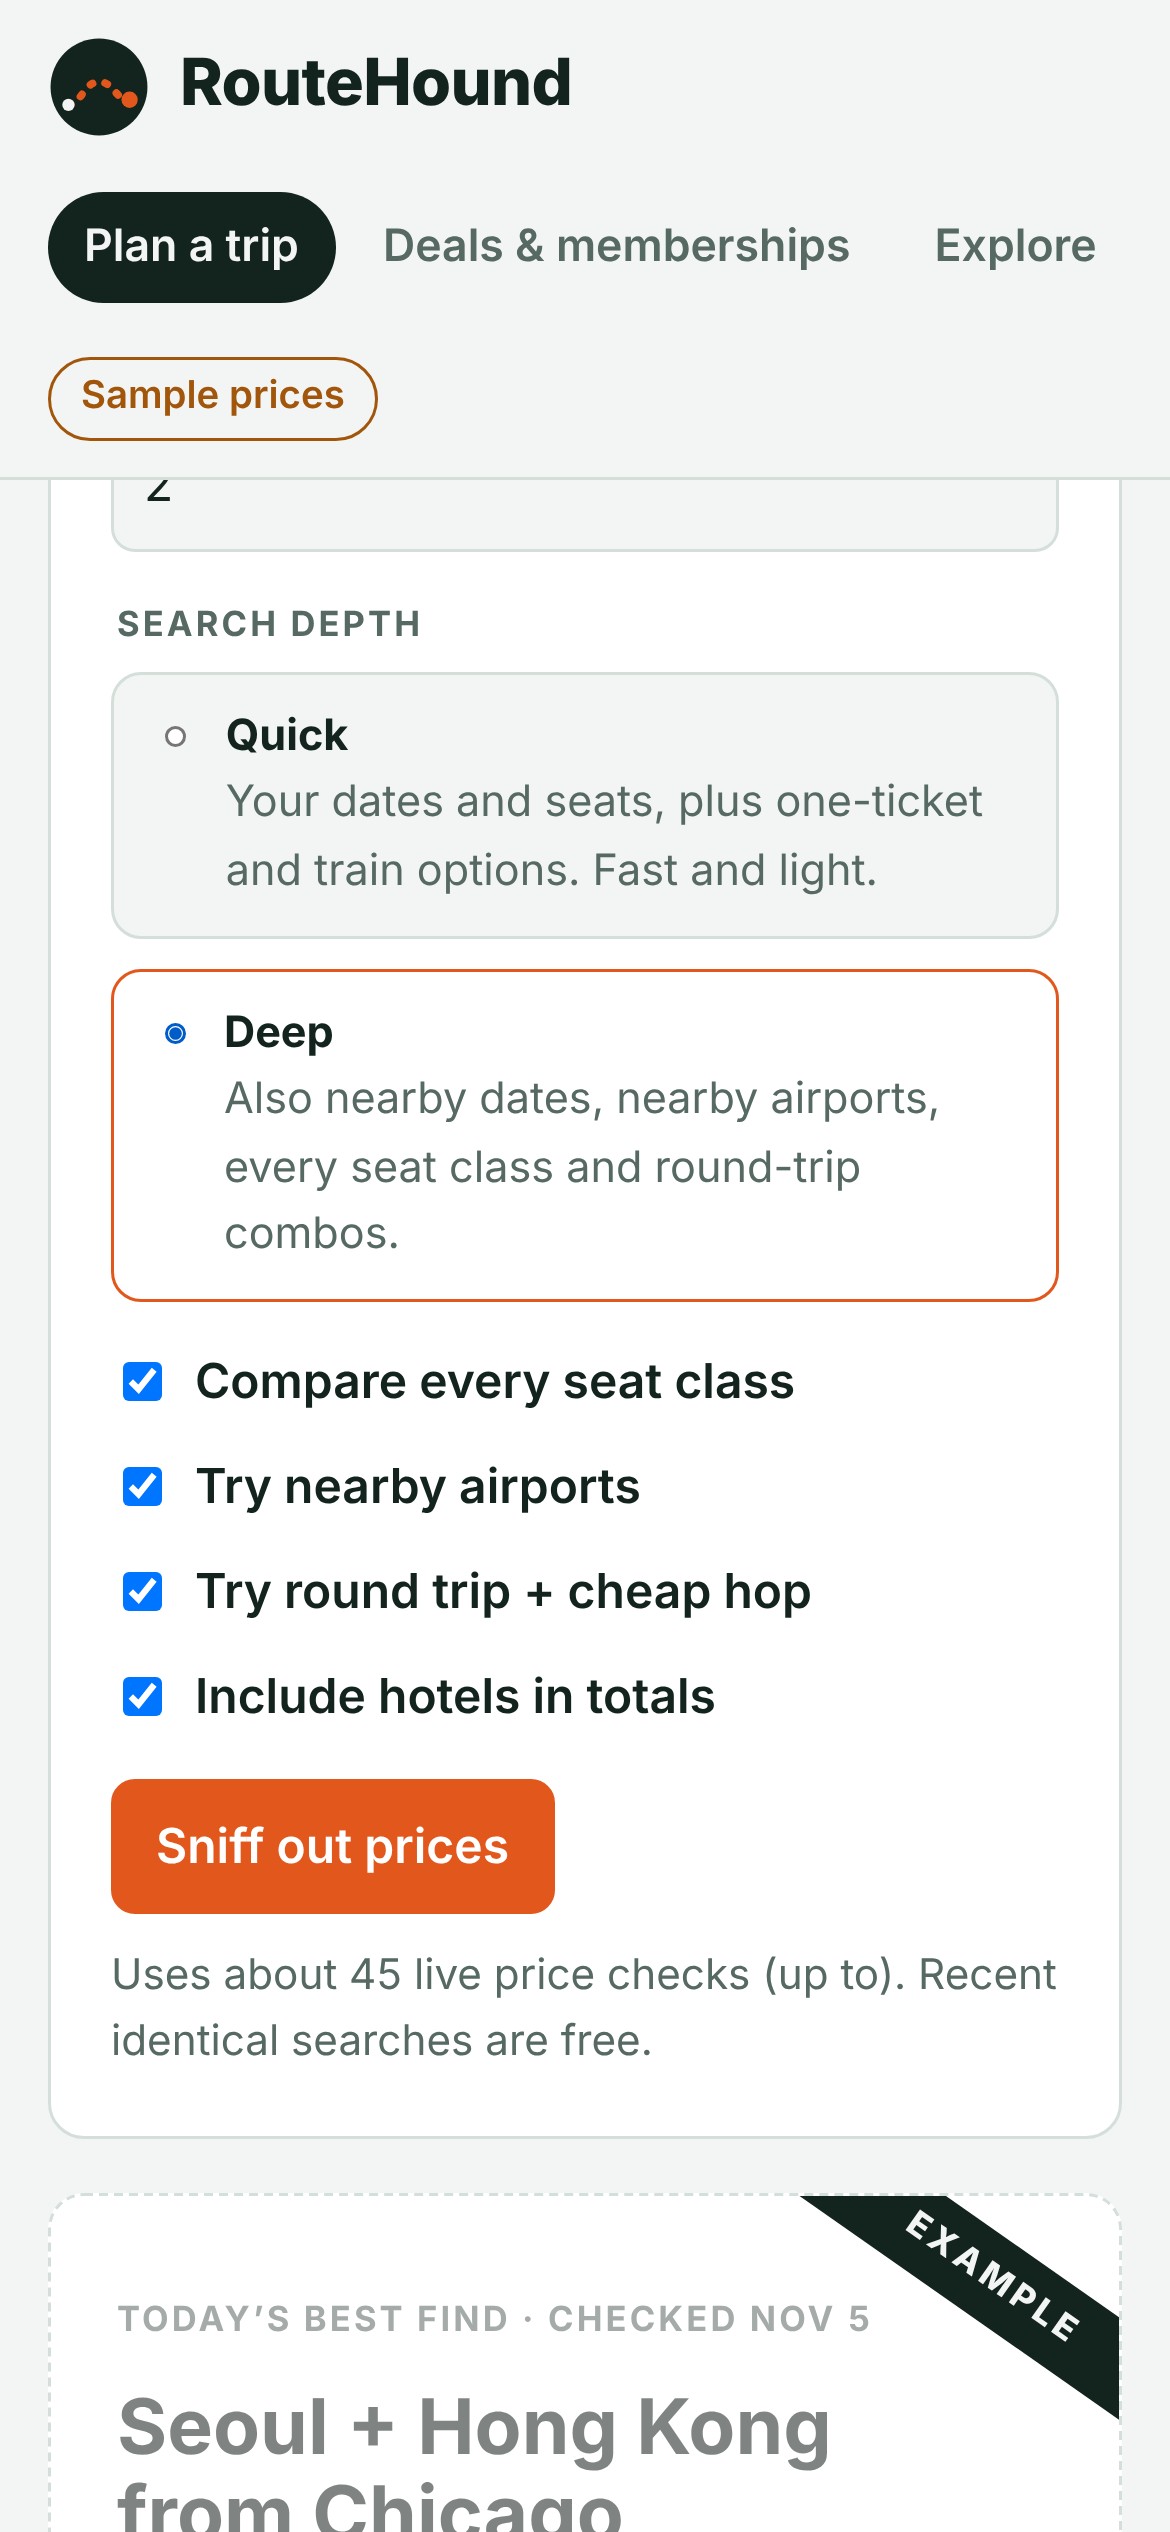 RouteHound
Plan a trip
Deals & memberships
Explore
Sample prices
2
SEARCH DEPTH
Quick
Your dates and seats, plus one-ticket
and train options. Fast and light.
Deep
Also nearby dates, nearby airports,
every seat class and round-trip
combos.
Compare every seat class
Try nearby airports
Try round trip + cheap hop
Include hotels in totals
Sniff out prices
Uses about 45 live price checks (up to). Recent
identical searches are free.
EXAMPLE
TODAY’S BEST FIND · CHECKED NOV 5
Seoul + Hong Kong
from Chicago